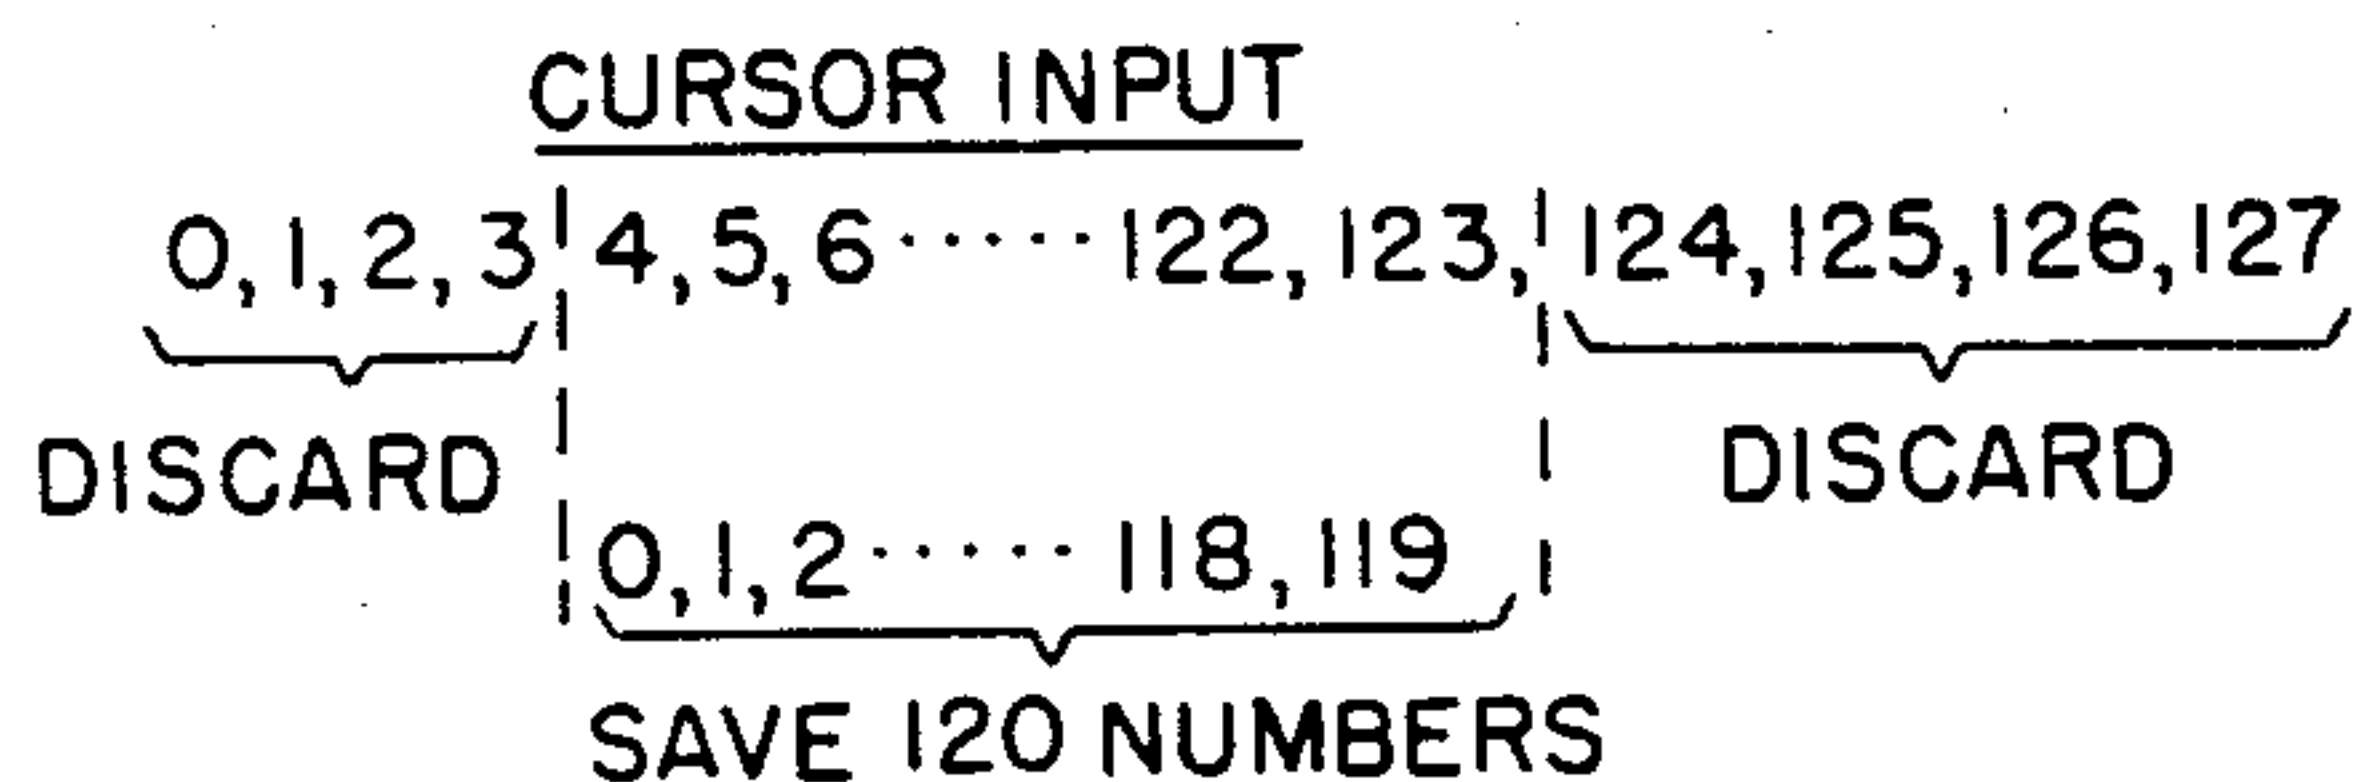 CURSOR INPUT
0, 1, 2, 3 4, 5, 6 ····· 122, 123, 124, 125, 126, 127
DISCARD DISCARD
0, 1, 2 ····· 118, 119
SAVE 120 NUMBERS